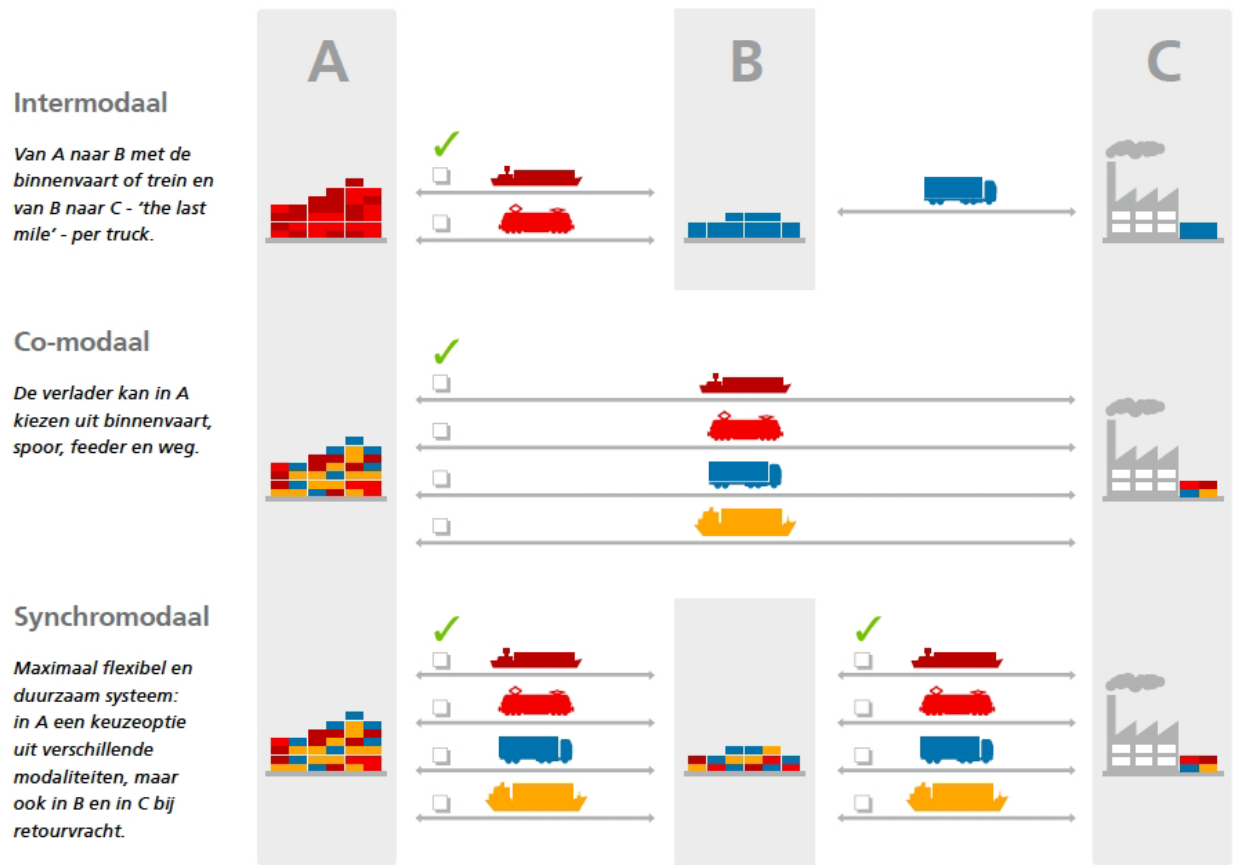 A
B
C
Intermodaal
Van A naar B met de
binnenvaart of trein en
van B naar C - ‘the last
mile’ - per truck.
Co-modaal
De verlader kan in A
kiezen uit binnenvaart,
spoor, feeder en weg.
Synchromodaal
Maximaal flexibel en
duurzaam systeem:
in A een keuzeoptie
uit verschillende
modaliteiten, maar
ook in B en in C bij
retourvracht.